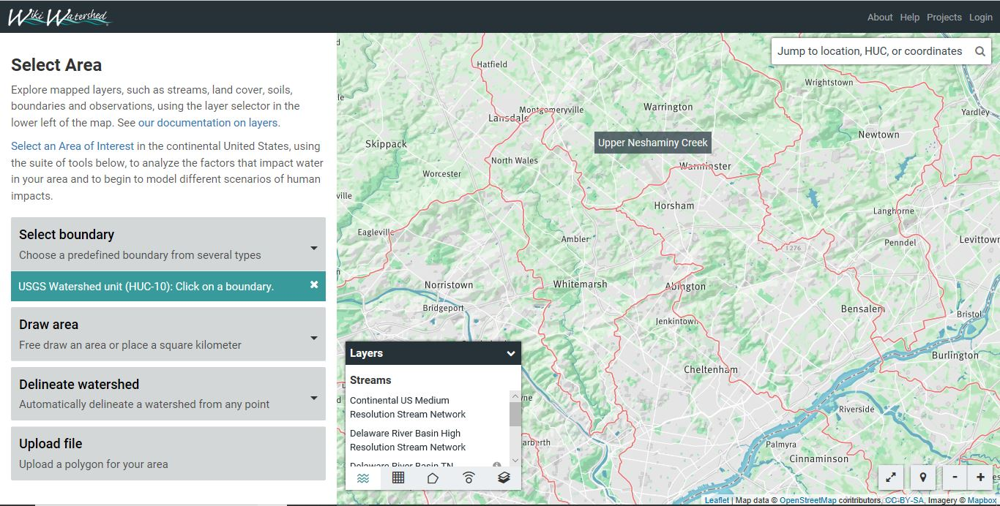 Wiki Watershed
About Help Projects Login
Select Area
Explore mapped layers, such as streams, land cover, soils,
boundaries and observations, using the layer selector in the
lower left of the map. See our documentation on layers.
Select an Area of Interest in the continental United States, using
the suite of tools below, to analyze the factors that impact water
in your area and to begin to model different scenarios of human
impacts.
Select boundary
Choose a predefined boundary from several types
USGS Watershed unit (HUC-10): Click on a boundary.
Draw area
Free draw an area or place a square kilometer
Delineate watershed
Automatically delineate a watershed from any point
Upload file
Upload a polygon for your area
Jump to location, HUC, or coordinates
Hatfield
Wrightstown
Montgomeryville
Warrington
Lansdale
Yardley
Newtown
Upper Neshaminy Creek
Skippack
North Wales
Warminster
Worcester
ville
Horsham
Langhorne
Eagleville
Ambler
Penndel
Levittown
I 276
Norristown
Whitemarsh
Abington
Bridgeport
Bensalem
Bristol
Jenkintown
Burlington
Cheltenham
Riverside
Palmyra
Cinnaminson
Layers
Streams
Continental US Medium
Resolution Stream Network
Delaware River Basin High
Resolution Stream Network
Delaware River Basin TN
Leaflet | Map data © OpenStreetMap contributors, CC-BY-SA, Imagery © Mapbox